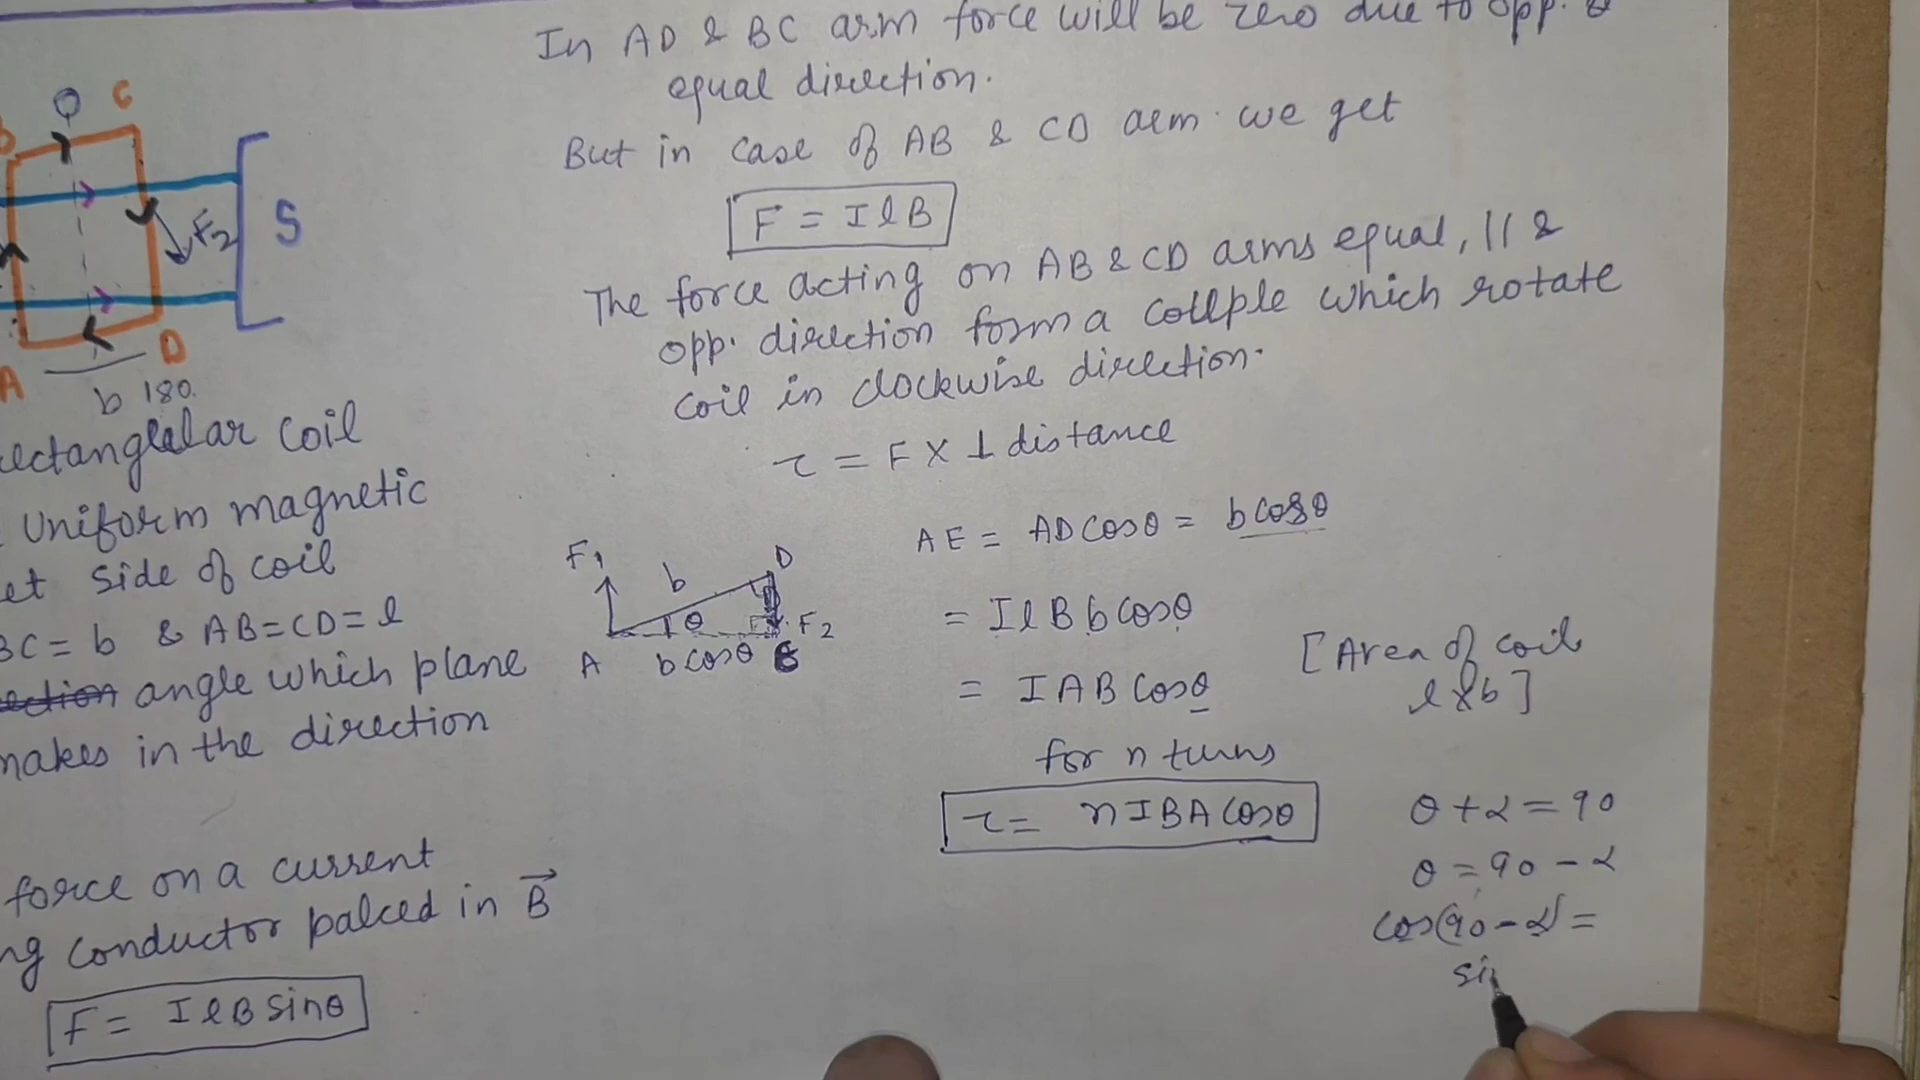 In AD & BC arm force will be zero due to opp. &
equal direction.
But in case of AB & CD arm we get
F = IlB
The force acting on AB & CD arms equal, || &
opp. direction form a couple which rotate
coil in clockwise direction.
τ = F × ⊥ distance
AE = AD cosθ = b cosθ
= IlB b cosθ
= IAB cosθ
[Area of coil
l × b]
for n turns
τ = nIBA cosθ
θ + α = 90
θ = 90 - α
cos(90 - α) =
si
O C
B
F2
S
A D
b 180.
rectangular coil
Uniform magnetic
et side of coil
BC = b & AB = CD = l
angle which plane
makes in the direction
force on a current
ng conductor palced in B⃗
F = IlB sinθ
F1 b D
θ F2
A b cosθ E